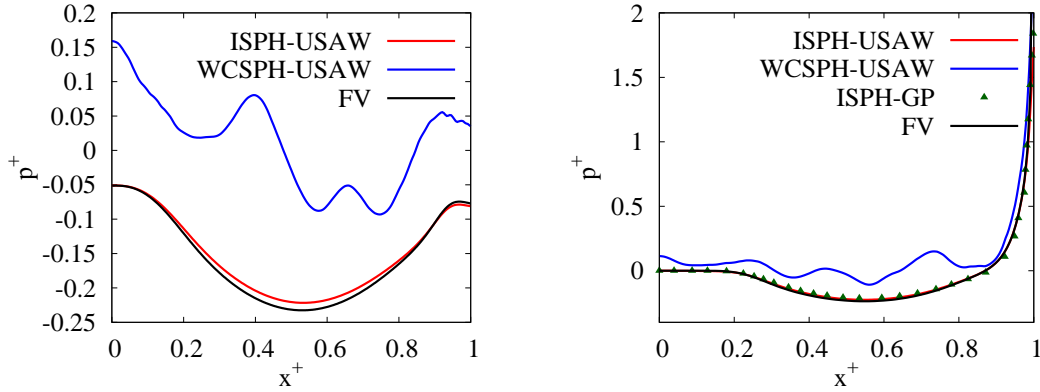 0.2
0.15
0.1
0.05
0
-0.05
-0.1
-0.15
-0.2
-0.25
p+
0 0.2 0.4 0.6 0.8 1
x+
ISPH-USAW
WCSPH-USAW
FV
2
1.5
1
0.5
0
p+
0 0.2 0.4 0.6 0.8 1
x+
ISPH-USAW
WCSPH-USAW
ISPH-GP
FV